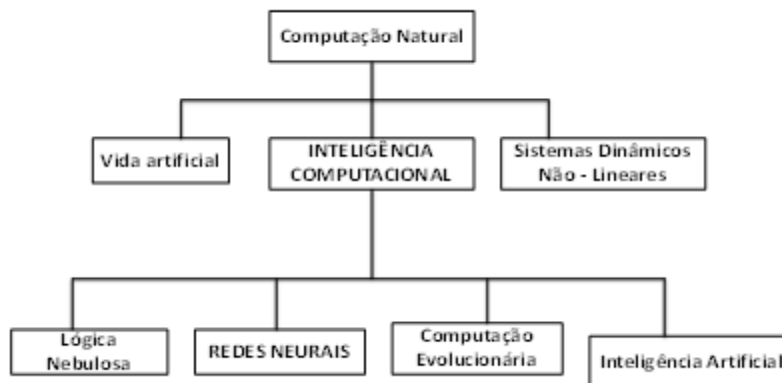 Computação Natural
Vida artificial
INTELIGÊNCIA
COMPUTACIONAL
Sistemas Dinâmicos
Não - Lineares
Lógica
Nebulosa
REDES NEURAIS
Computação
Evolucionária
Inteligência Artificial